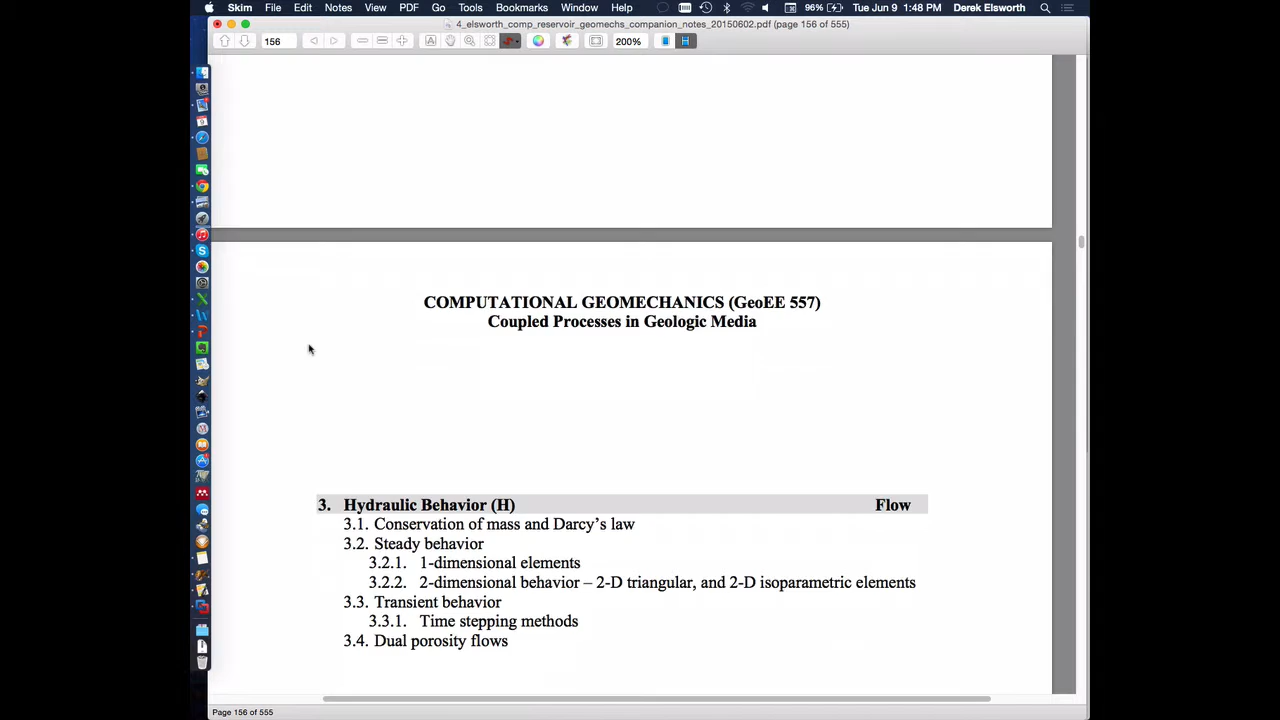 Skim File Edit Notes View PDF Go Tools Bookmarks Window Help 96% Tue Jun 9 1:48 PM Derek Elsworth
4_elsworth_comp_reservoir_geomechs_companion_notes_20150602.pdf (page 156 of 555)
156 200%
COMPUTATIONAL GEOMECHANICS (GeoEE 557)
Coupled Processes in Geologic Media
3. Hydraulic Behavior (H) Flow
3.1. Conservation of mass and Darcy's law
3.2. Steady behavior
3.2.1. 1-dimensional elements
3.2.2. 2-dimensional behavior – 2-D triangular, and 2-D isoparametric elements
3.3. Transient behavior
3.3.1. Time stepping methods
3.4. Dual porosity flows
Page 156 of 555